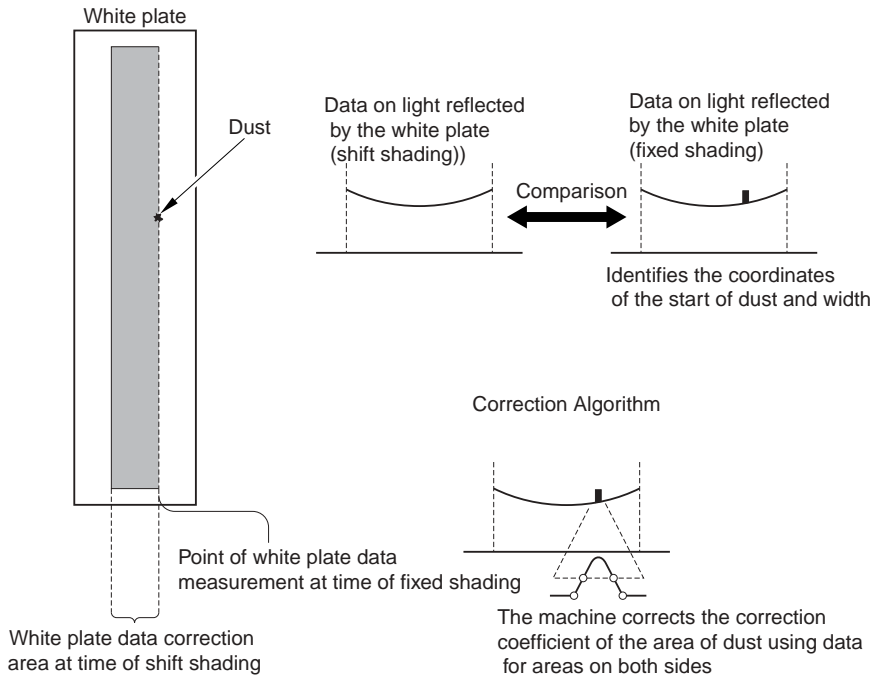 White plate
Dust
Data on light reflected
by the white plate
(shift shading))
Comparison
Data on light reflected
by the white plate
(fixed shading)
Identifies the coordinates
of the start of dust and width
Correction Algorithm
Point of white plate data
measurement at time of fixed shading
The machine corrects the correction
coefficient of the area of dust using data
for areas on both sides
White plate data correction
area at time of shift shading